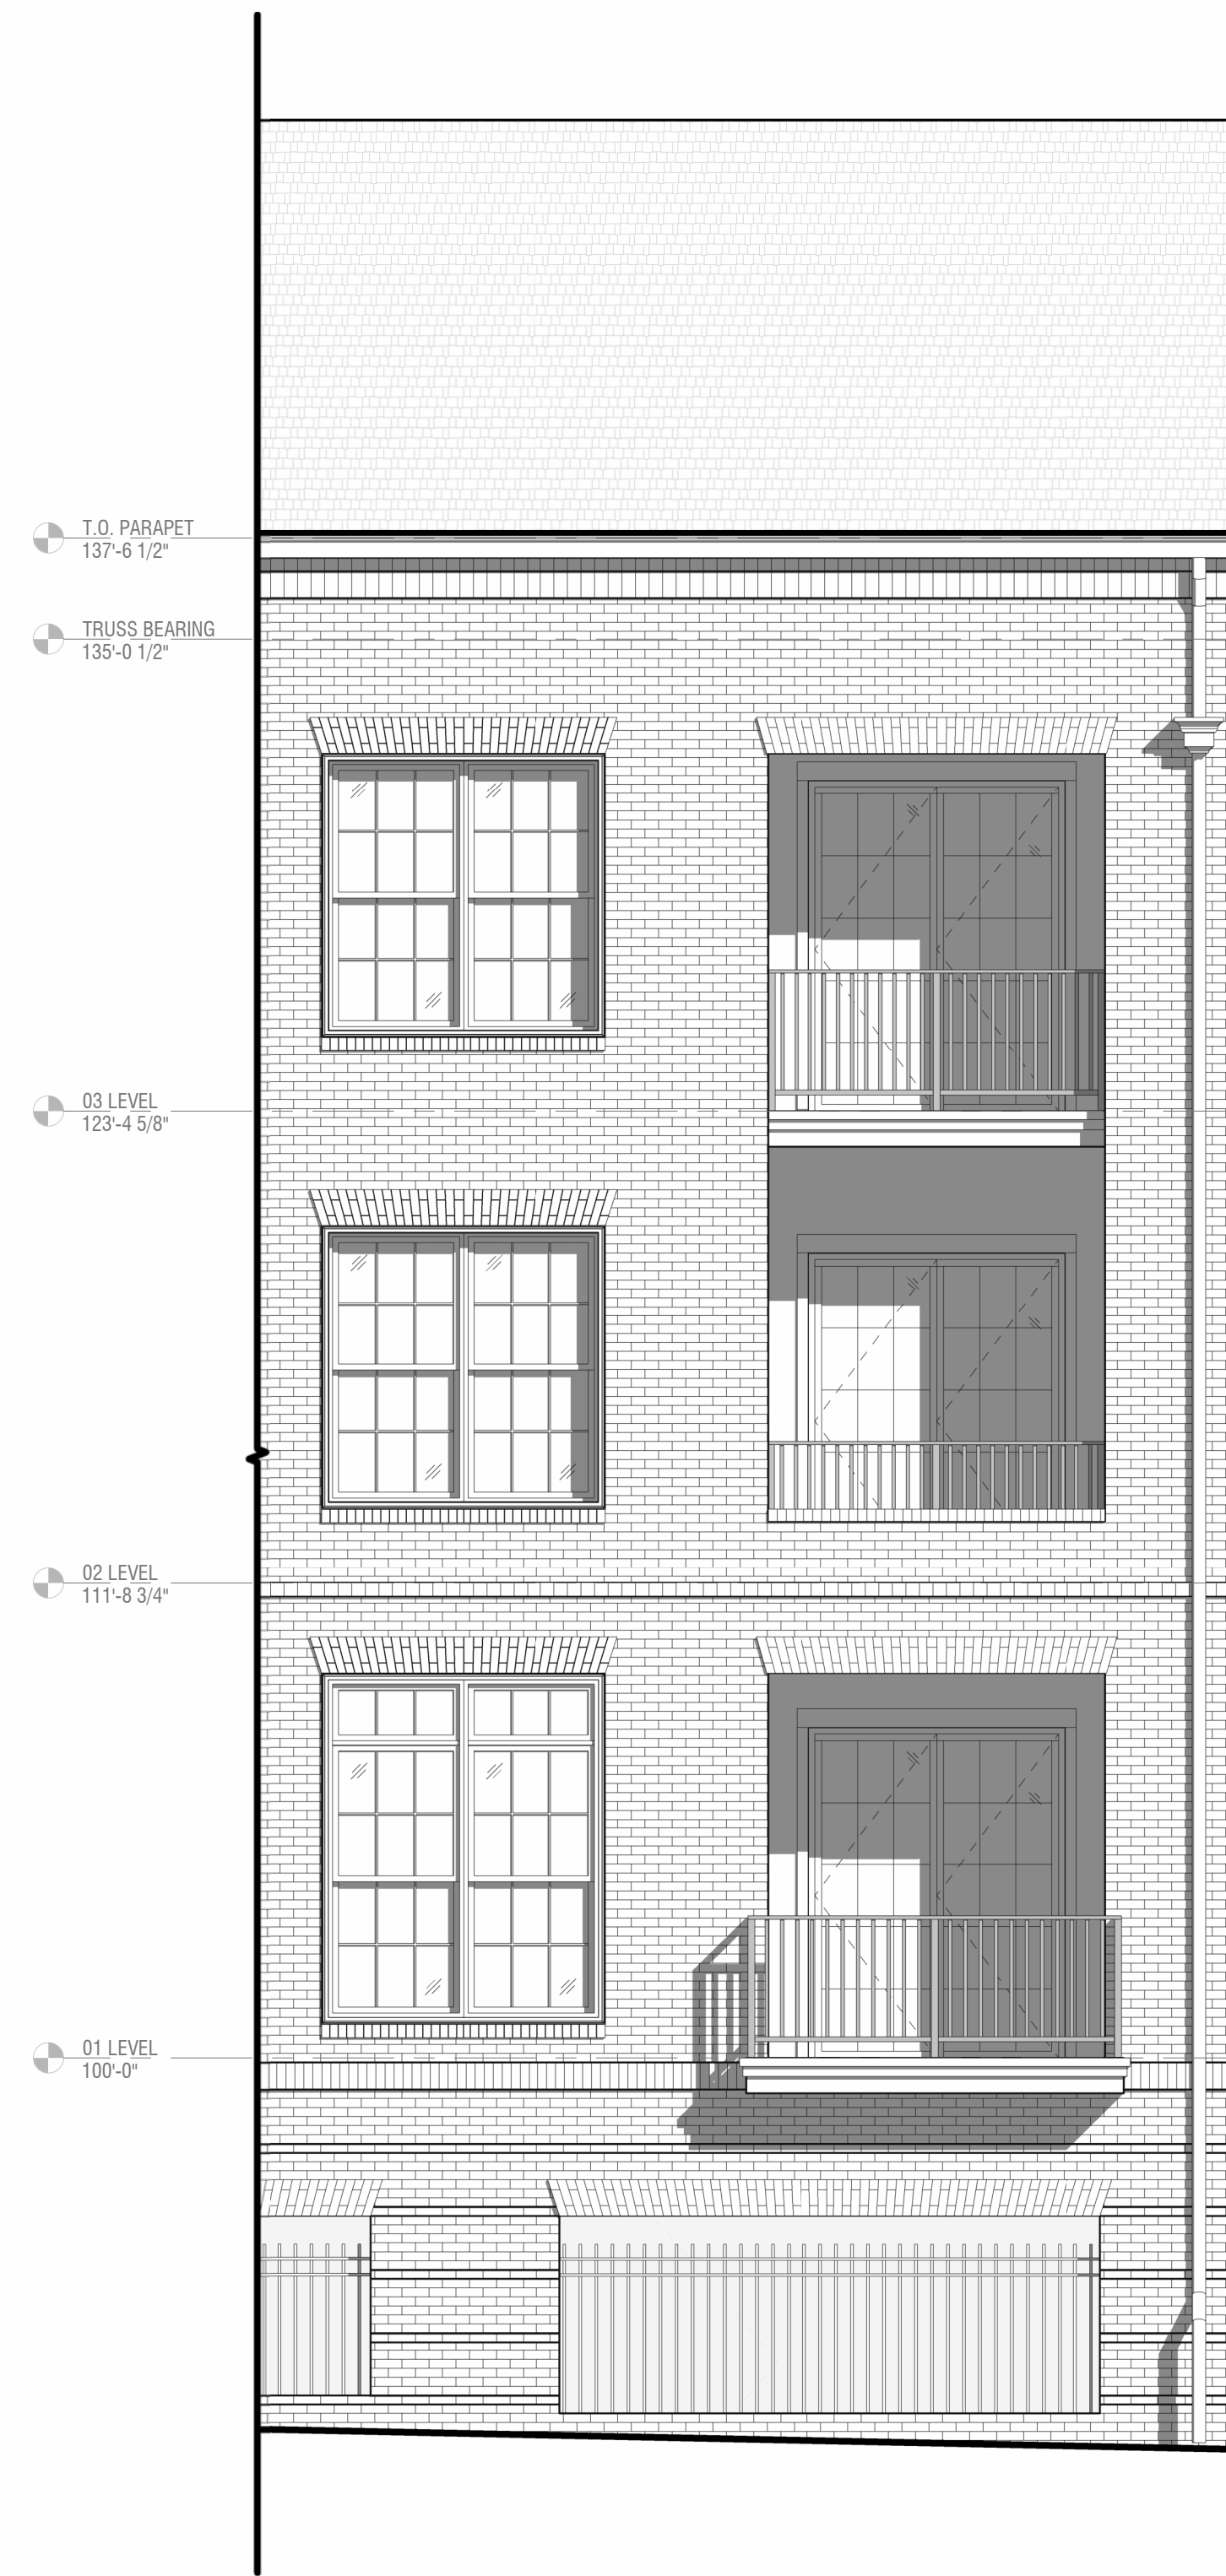 T.O. PARAPET
137'-6 1/2"
TRUSS BEARING
135'-0 1/2"
03 LEVEL
123'-4 5/8"
02 LEVEL
111'-8 3/4"
01 LEVEL
100'-0"